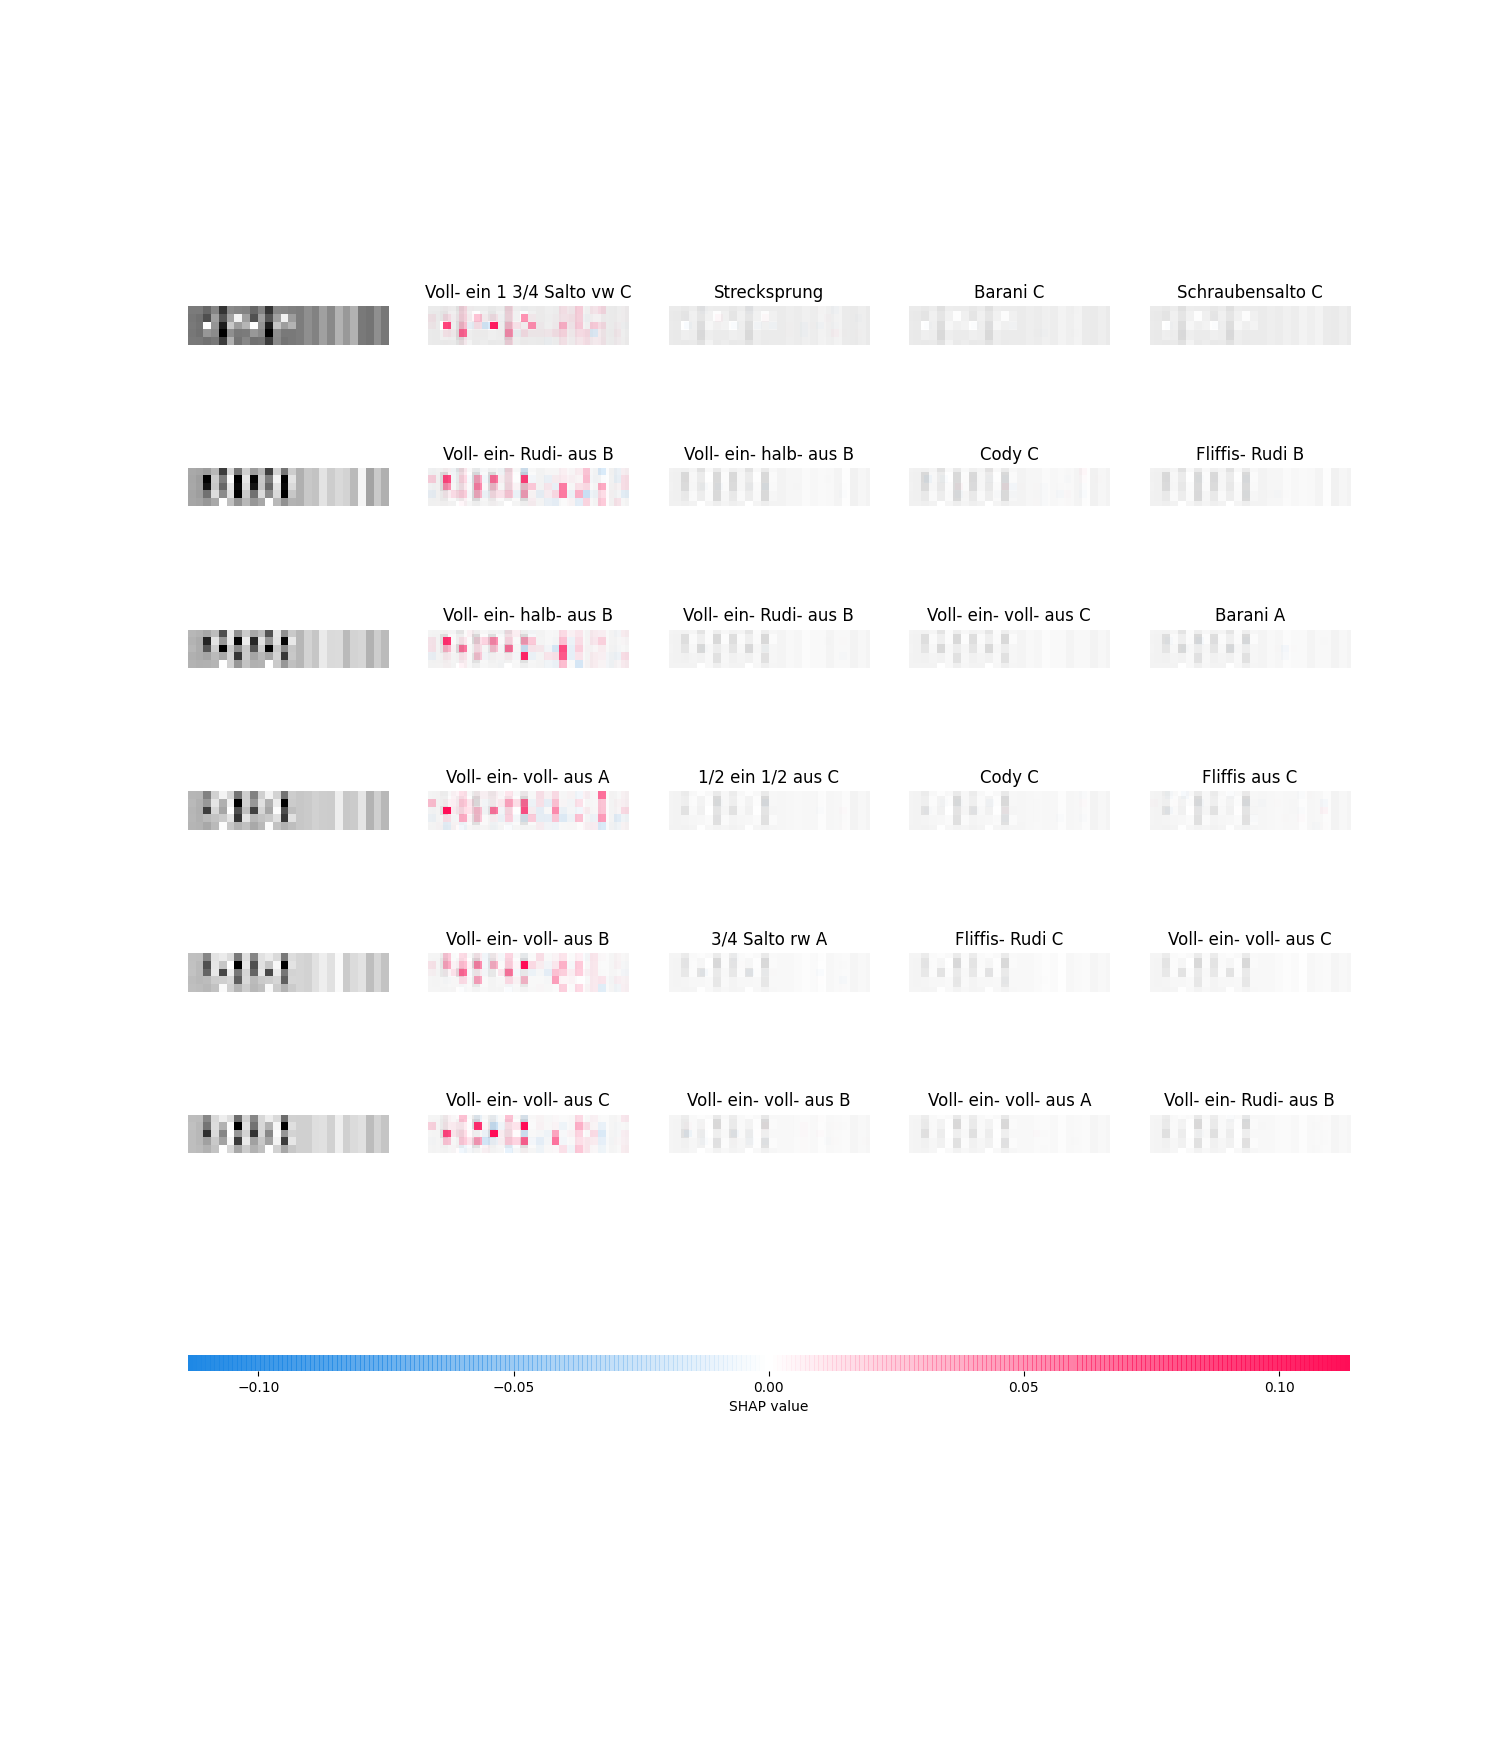 Voll- ein 1 3/4 Salto vw C Strecksprung Barani C Schraubensalto C
Voll- ein- Rudi- aus B Voll- ein- halb- aus B Cody C Fliffis- Rudi B
Voll- ein- halb- aus B Voll- ein- Rudi- aus B Voll- ein- voll- aus C Barani A
Voll- ein- voll- aus A 1/2 ein 1/2 aus C Cody C Fliffis aus C
Voll- ein- voll- aus B 3/4 Salto rw A Fliffis- Rudi C Voll- ein- voll- aus C
Voll- ein- voll- aus C Voll- ein- voll- aus B Voll- ein- voll- aus A Voll- ein- Rudi- aus B
−0.10 −0.05 0.00 0.05 0.10
SHAP value